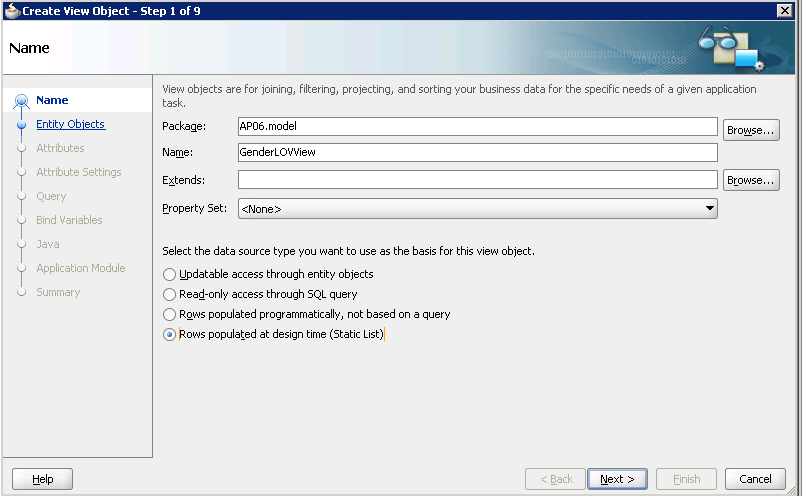 Create View Object - Step 1 of 9
Name
01010101010101010101010101
01010101010
Name
Entity Objects
Attributes
Attribute Settings
Query
Bind Variables
Java
Application Module
Summary
View objects are for joining, filtering, projecting, and sorting your business data for the specific needs of a given application
task.
Package: AP06.model Browse...
Name: GenderLOVView
Extends: Browse...
Property Set: <None>
Select the data source type you want to use as the basis for this view object.
Updatable access through entity objects
Read-only access through SQL query
Rows populated programmatically, not based on a query
Rows populated at design time (Static List)
Help < Back Next > Finish Cancel